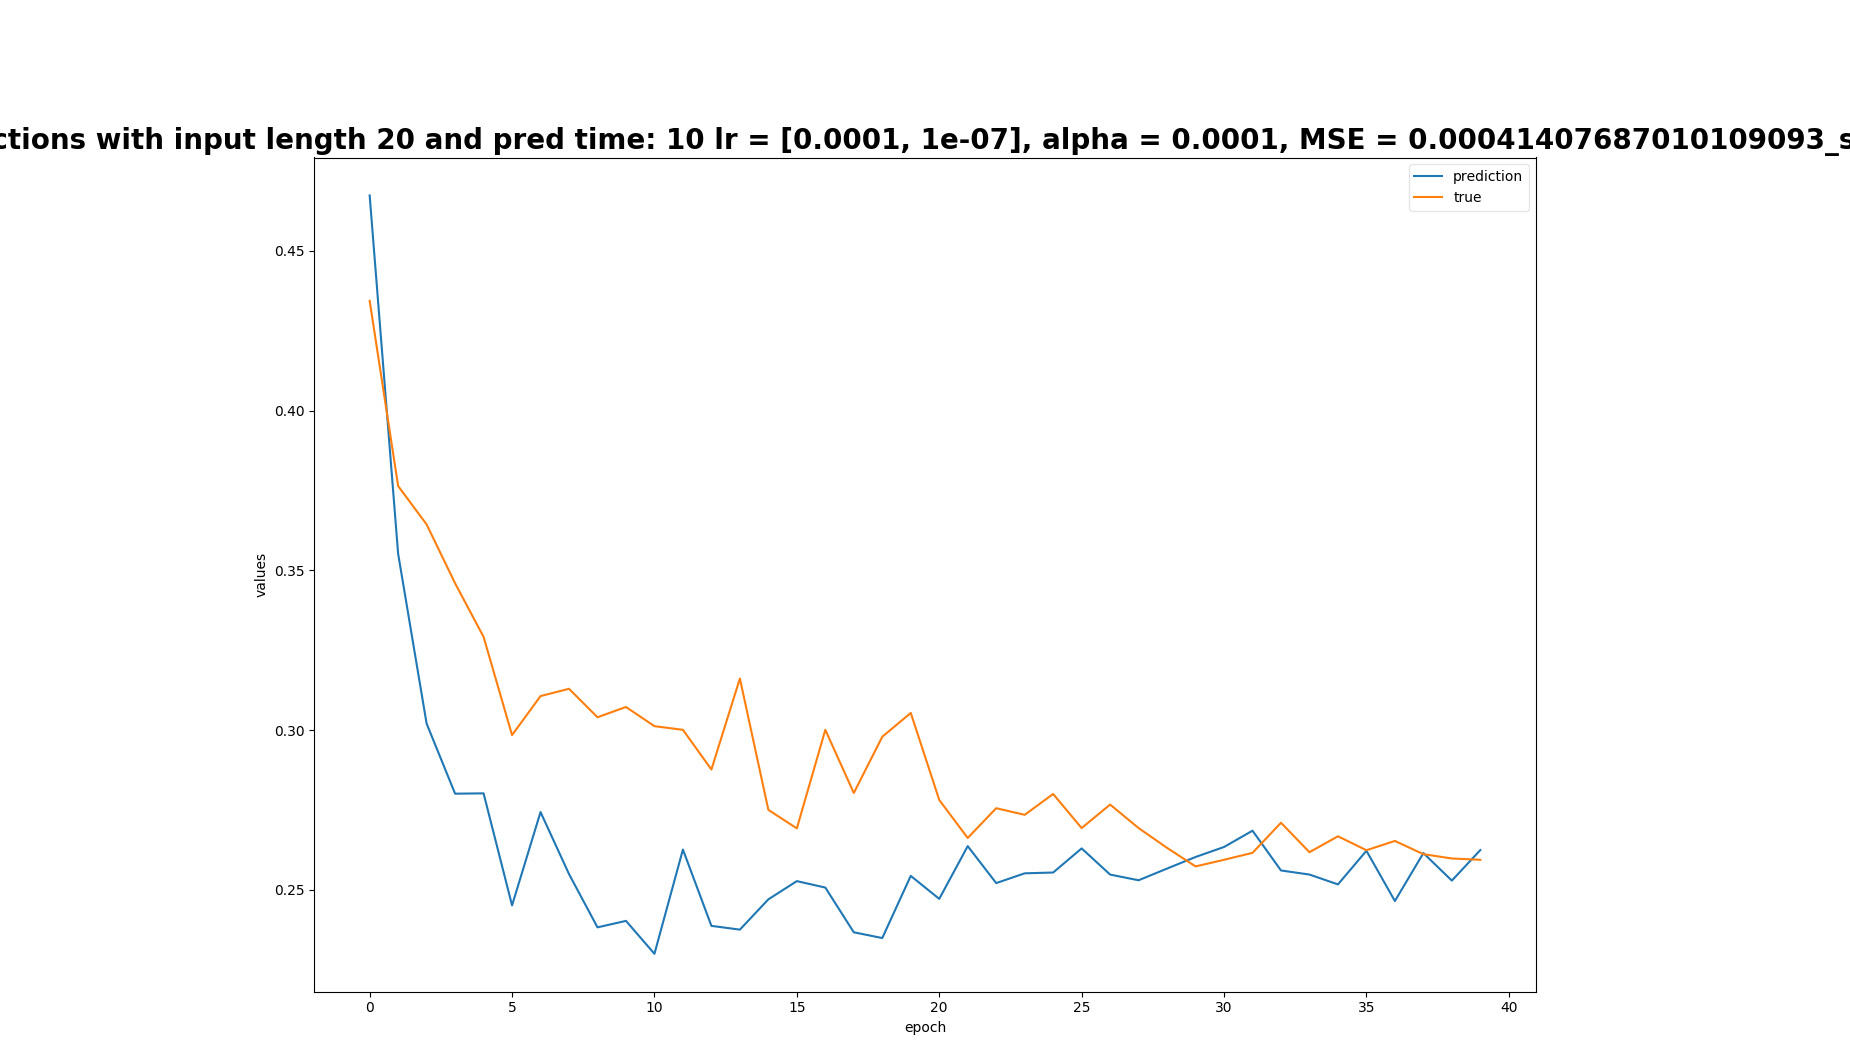 ctions with input length 20 and pred time: 10 lr = [0.0001, 1e-07], alpha = 0.0001, MSE = 0.00041407687010109093_s
prediction
true
0.45
0.40
0.35
0.30
0.25
values
0 5 10 15 20 25 30 35 40
epoch